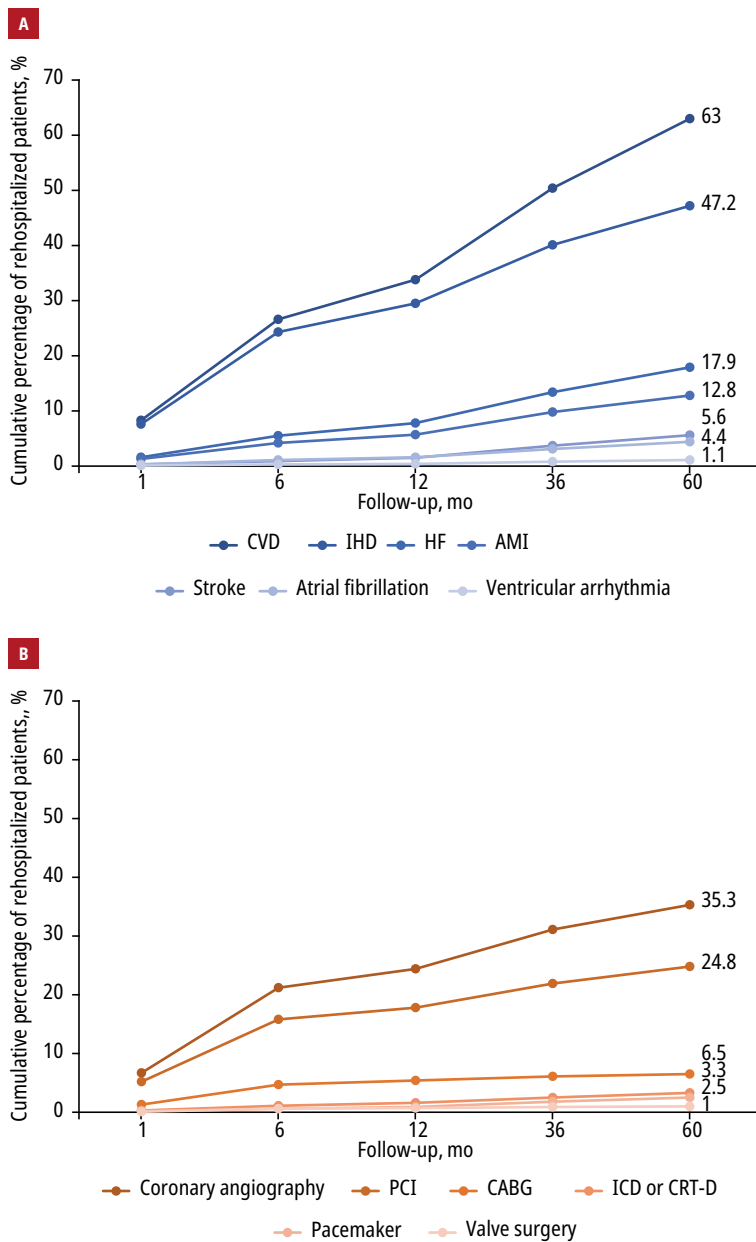 A
Cumulative percentage of rehospitalized patients, %
70
60
50
40
30
20
10
0
63
47.2
17.9
12.8
5.6
4.4
1.1
1 6 12 36 60
Follow-up, mo
CVD IHD HF AMI
Stroke Atrial fibrillation Ventricular arrhythmia
B
Cumulative percentage of rehospitalized patients,, %
70
60
50
40
30
20
10
0
35.3
24.8
6.5
3.3
2.5
1
1 6 12 36 60
Follow-up, mo
Coronary angiography PCI CABG ICD or CRT-D
Pacemaker Valve surgery